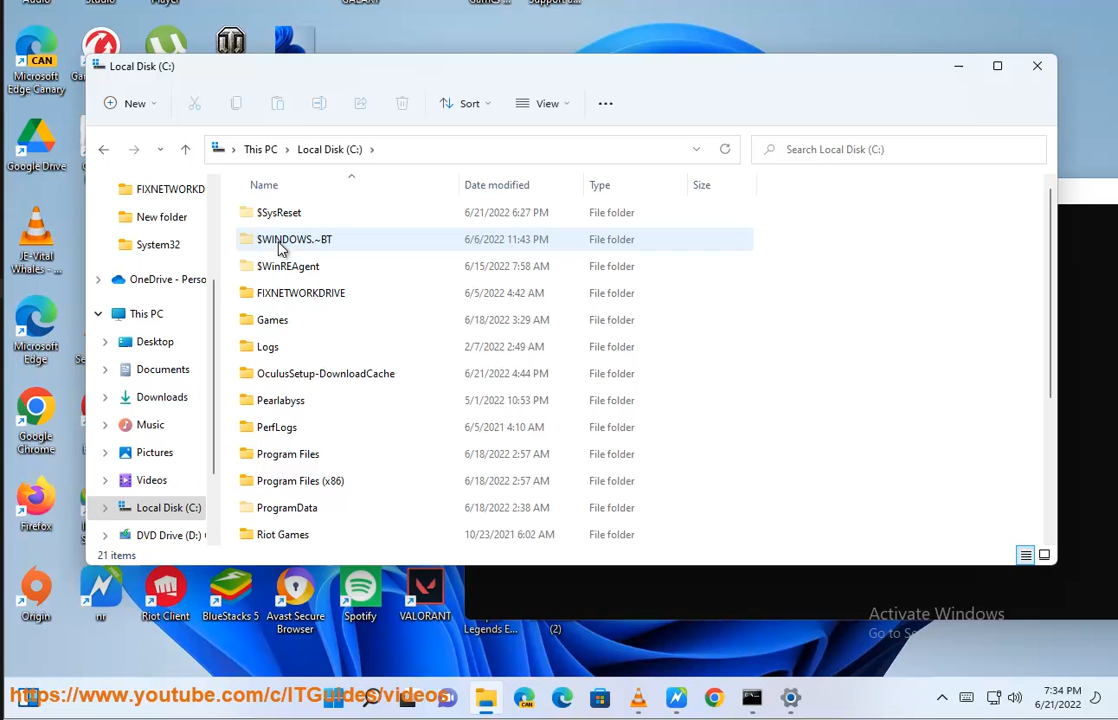 Audio
Studio
Player
GALAXY
Microsoft
Edge Canary
CAN
Google Drive
JE-Vital
Whales - ...
Microsoft
Edge
Google
Chrome
Firefox
Origin
nr
Riot Client
BlueStacks 5
Avast Secure
Browser
Spotify
VALORANT
Legends E...
(2)
Local Disk (C:)
New
Sort
View
This PC
Local Disk (C:)
Search Local Disk (C:)
FIXNETWORKD
New folder
System32
OneDrive - Perso
This PC
Desktop
Documents
Downloads
Music
Pictures
Videos
Local Disk (C:)
DVD Drive (D:)
Name Date modified Type Size
$SysReset 6/21/2022 6:27 PM File folder
$WINDOWS.~BT 6/6/2022 11:43 PM File folder
$WinREAgent 6/15/2022 7:58 AM File folder
FIXNETWORKDRIVE 6/5/2022 4:42 AM File folder
Games 6/18/2022 3:29 AM File folder
Logs 2/7/2022 2:49 AM File folder
OculusSetup-DownloadCache 6/21/2022 4:44 PM File folder
Pearlabyss 5/1/2022 10:53 PM File folder
PerfLogs 6/5/2021 4:10 AM File folder
Program Files 6/18/2022 2:57 AM File folder
Program Files (x86) 6/18/2022 2:57 AM File folder
ProgramData 6/18/2022 2:38 AM File folder
Riot Games 10/23/2021 6:02 AM File folder
21 items
Activate Windows
Go to Se
https://www.youtube.com/c/ITGuides/videos
CAN
7:34 PM
6/21/2022